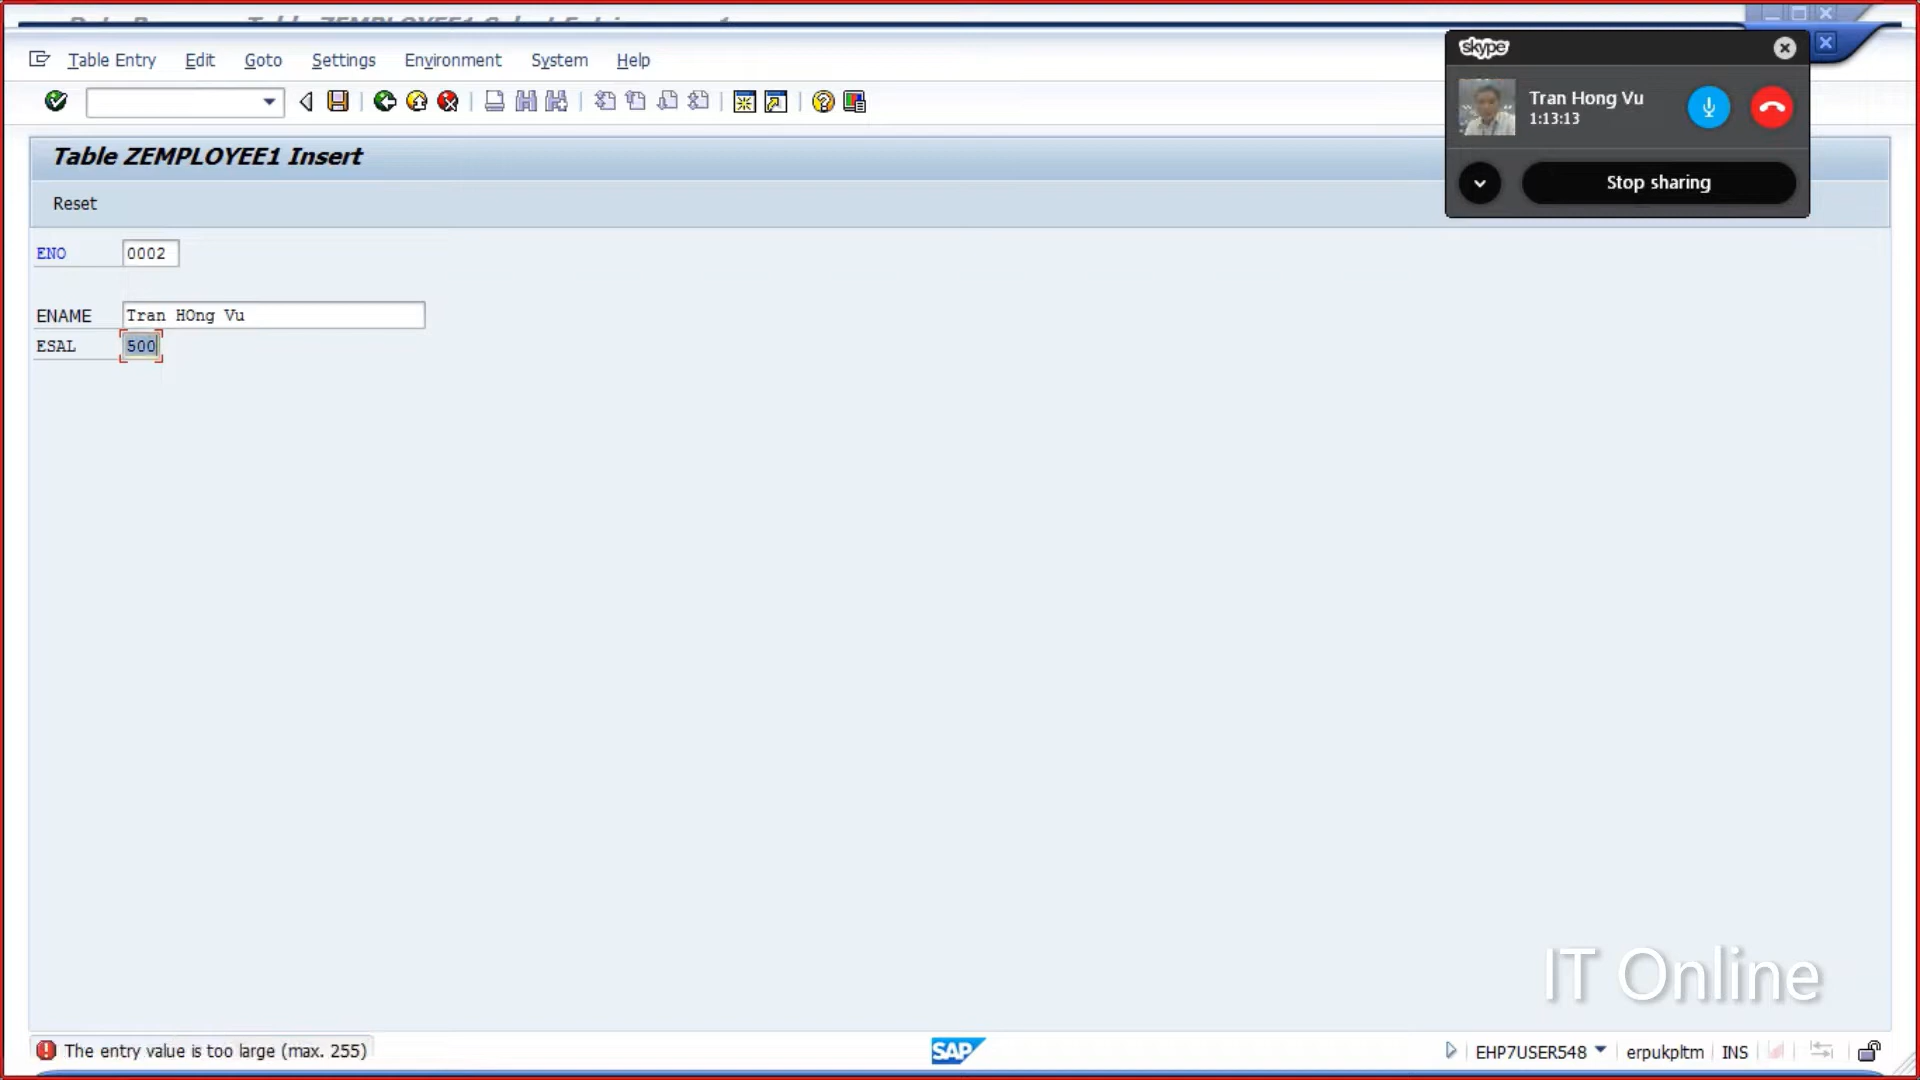 Table Entry Edit Goto Settings Environment System Help
skype
Tran Hong Vu
1:13:13
Stop sharing
Table ZEMPLOYEE1 Insert
Reset
ENO 0002
ENAME Tran HOng Vu
ESAL 500
IT Online
The entry value is too large (max. 255)
SAP
EHP7USER548 erpukpltm INS